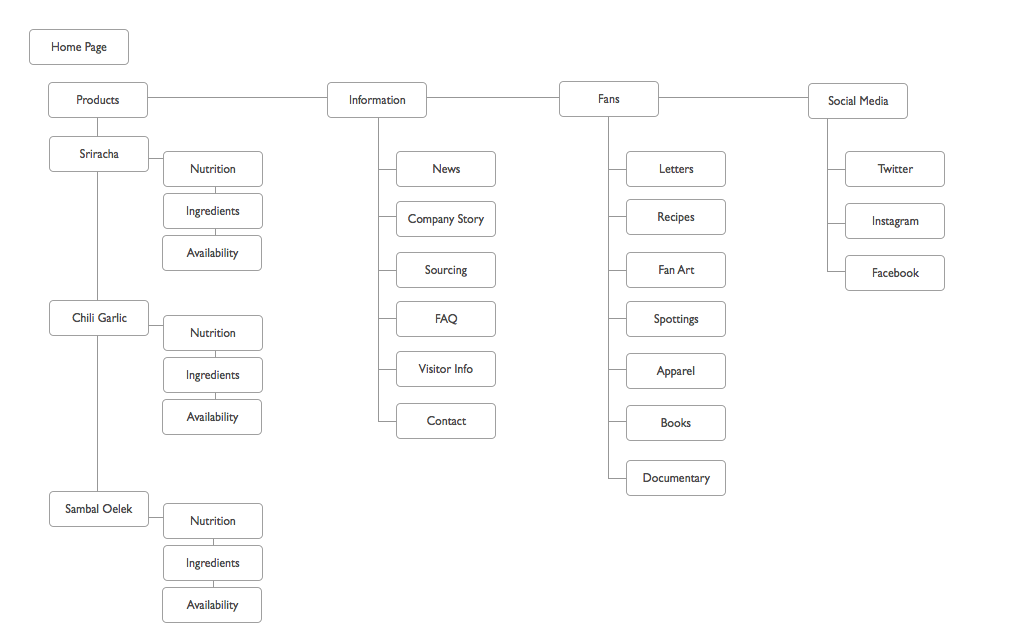 Home Page
Products
Information
Fans
Social Media
Sriracha
Nutrition
Ingredients
Availability
Chili Garlic
Nutrition
Ingredients
Availability
Sambal Oelek
Nutrition
Ingredients
Availability
News
Company Story
Sourcing
FAQ
Visitor Info
Contact
Letters
Recipes
Fan Art
Spottings
Apparel
Books
Documentary
Twitter
Instagram
Facebook